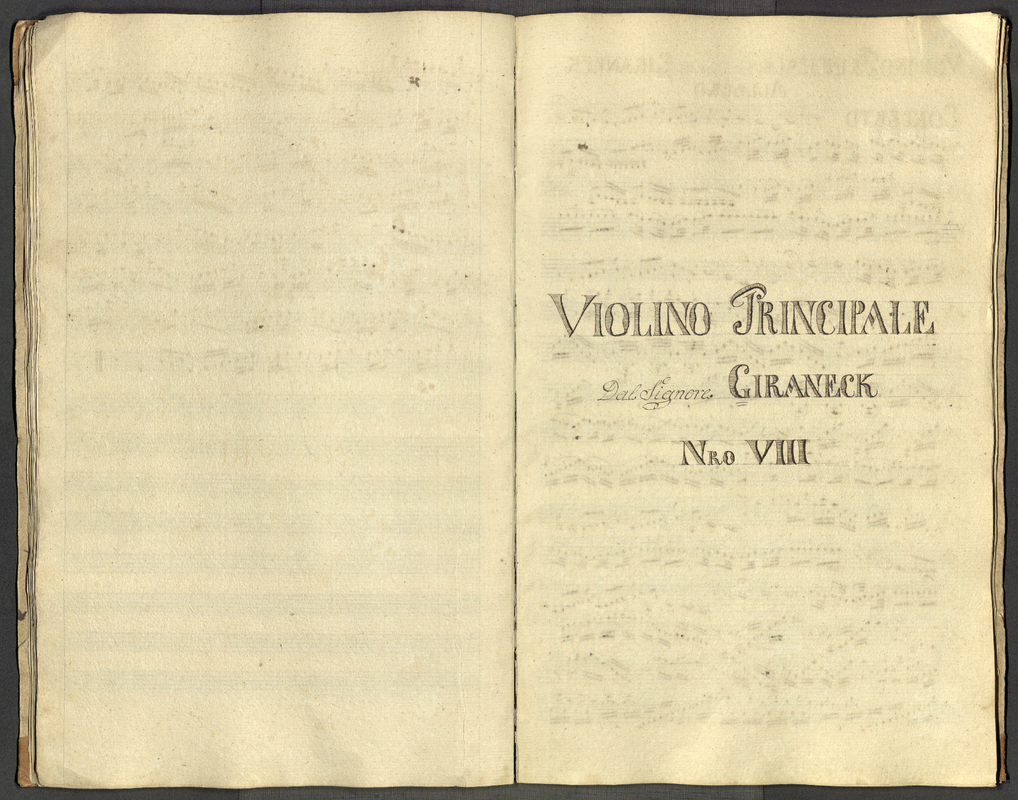 VIOLINO PRINCIPALE
Dal Signore GIRANECK
NRO VIII